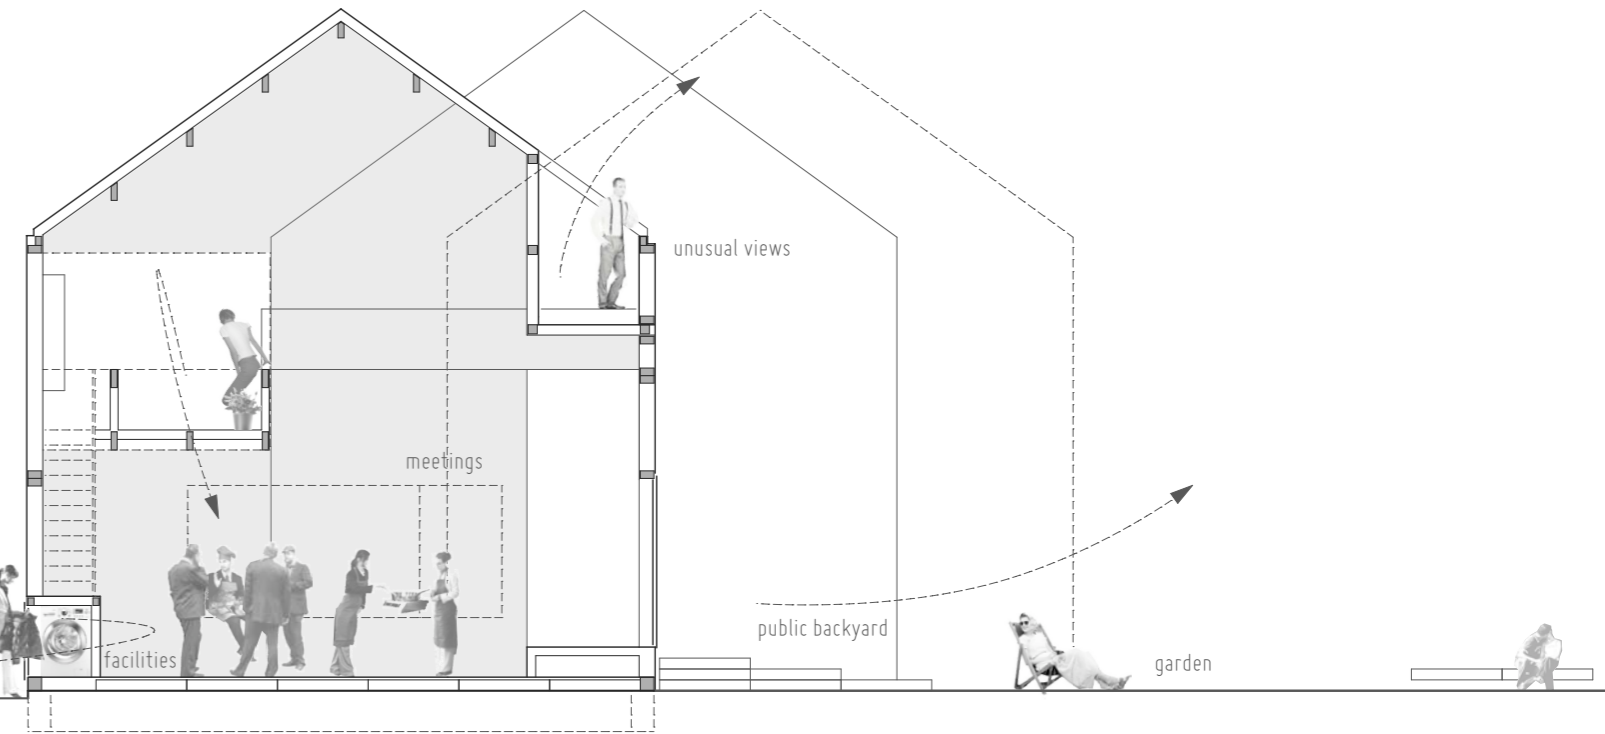 unusual views
meetings
public backyard
facilities
garden